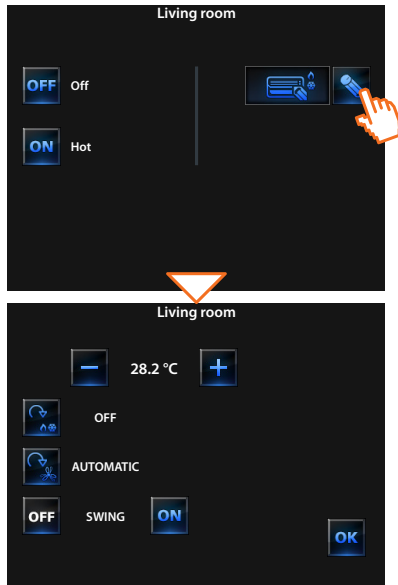 Living room
OFF Off
ON Hot
Living room
28.2 °C
OFF
AUTOMATIC
OFF SWING ON
OK